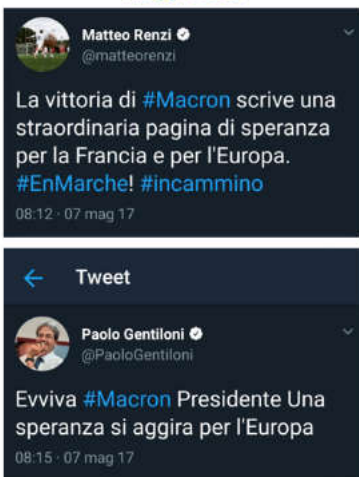 Matteo Renzi
@matteorenzi
La vittoria di #Macron scrive una
straordinaria pagina di speranza
per la Francia e per l'Europa.
#EnMarche! #incammino
08:12 · 07 mag 17
Tweet
Paolo Gentiloni
@PaoloGentiloni
Evviva #Macron Presidente Una
speranza si aggira per l'Europa
08:15 · 07 mag 17